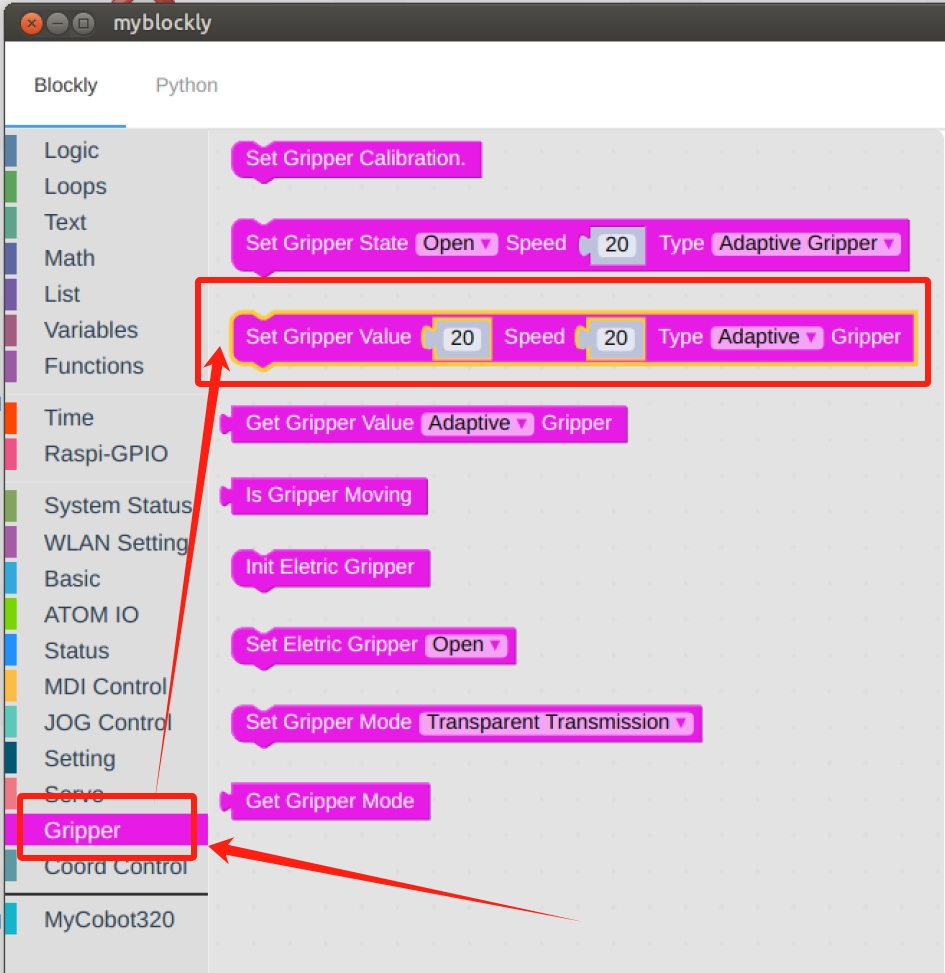 myblockly
Blockly Python
Logic
Loops
Text
Math
List
Variables
Functions
Time
Raspi-GPIO
System Status
WLAN Setting
Basic
ATOM IO
Status
MDI Control
JOG Control
Setting
Servo
Gripper
Coord Control
MyCobot320
Set Gripper Calibration.
Set Gripper State Open Speed 20 Type Adaptive Gripper
Set Gripper Value 20 Speed 20 Type Adaptive Gripper
Get Gripper Value Adaptive Gripper
Is Gripper Moving
Init Eletric Gripper
Set Eletric Gripper Open
Set Gripper Mode Transparent Transmission
Get Gripper Mode